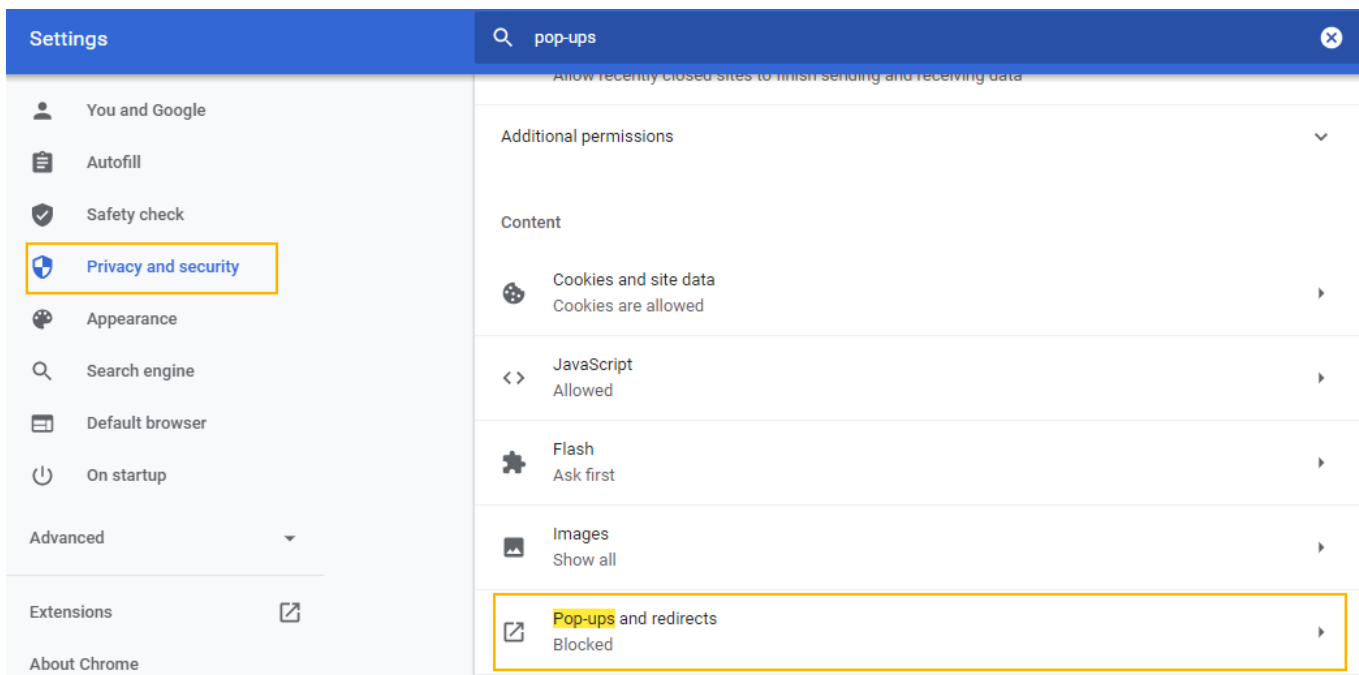 Settings
pop-ups
You and Google
Autofill
Safety check
Privacy and security
Appearance
Search engine
Default browser
On startup
Advanced
Extensions
About Chrome
Allow recently closed sites to finish sending and receiving data
Additional permissions
Content
Cookies and site data
Cookies are allowed
JavaScript
Allowed
Flash
Ask first
Images
Show all
Pop-ups and redirects
Blocked